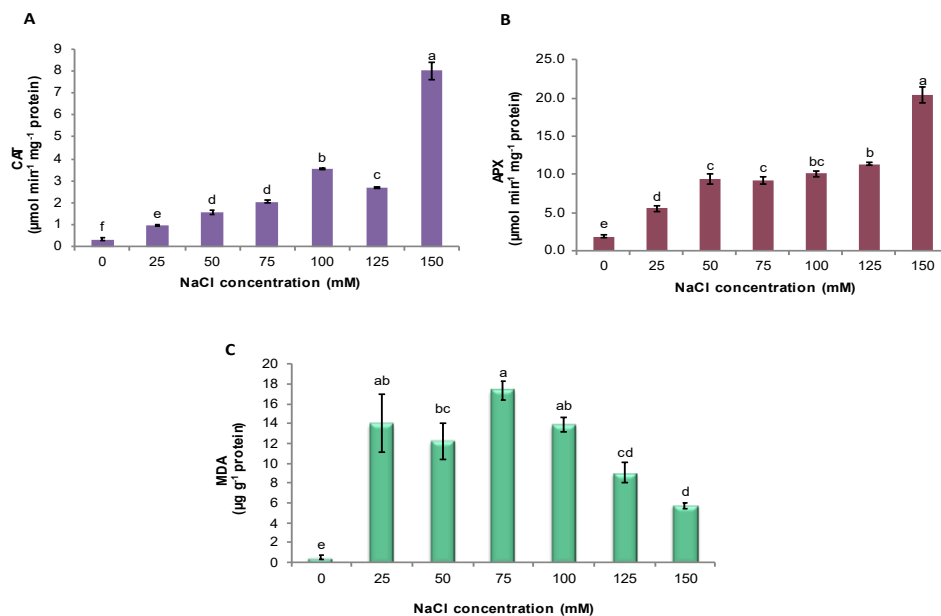 A
CAT
(µmol min-1 mg-1 protein)
9
8
7
6
5
4
3
2
1
0
f
e
d
d
b
c
a
0 25 50 75 100 125 150
NaCl concentration (mM)
B
APX
(µmol min-1 mg-1 protein)
25.0
20.0
15.0
10.0
5.0
0.0
e
d
c
c
bc
b
a
0 25 50 75 100 125 150
NaCl concentration (mM)
C
MDA
(µg g-1 protein)
20
18
16
14
12
10
8
6
4
2
0
e
ab
bc
a
ab
cd
d
0 25 50 75 100 125 150
NaCl concentration (mM)